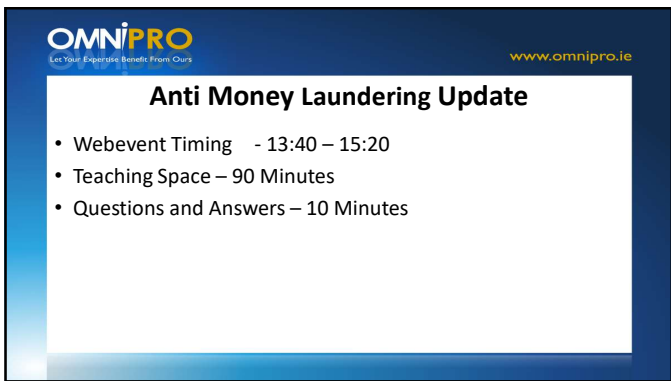 OMNIPRO
Let Your Expertise Benefit From Ours
www.omnipro.ie
Anti Money Laundering Update
• Webevent Timing - 13:40 – 15:20
• Teaching Space – 90 Minutes
• Questions and Answers – 10 Minutes